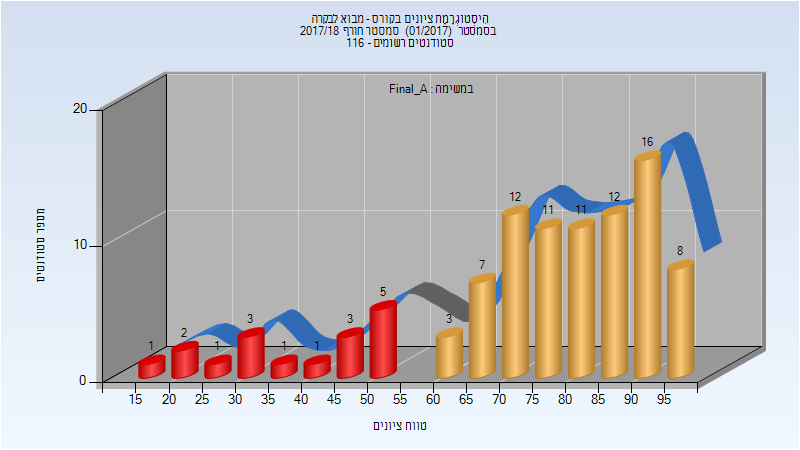 היסטוגרמת ציונים בקורס - מבוא לבקרה
בסמסטר (01/2017) סמסטר חורף 2017/18
סטודנטים רשומים - 116
במשימה : Final_A
מספר סטודנטים
20
10
0
1
2
1
3
1
1
3
5
3
7
12
11
11
12
16
8
15 20 25 30 35 40 45 50 55 60 65 70 75 80 85 90 95
טווח ציונים